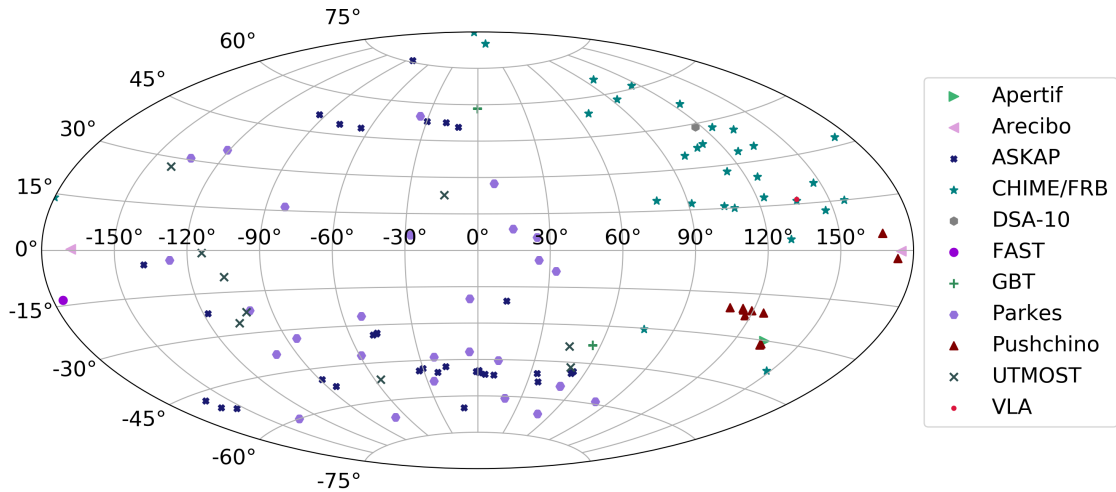 75°
60°
45°
30°
15°
0°
-150° -120° -90° -60° -30° 0° 30° 60° 90° 120° 150°
-15°
-30°
-45°
-60°
-75°
Apertif
Arecibo
ASKAP
CHIME/FRB
DSA-10
FAST
GBT
Parkes
Pushchino
UTMOST
VLA